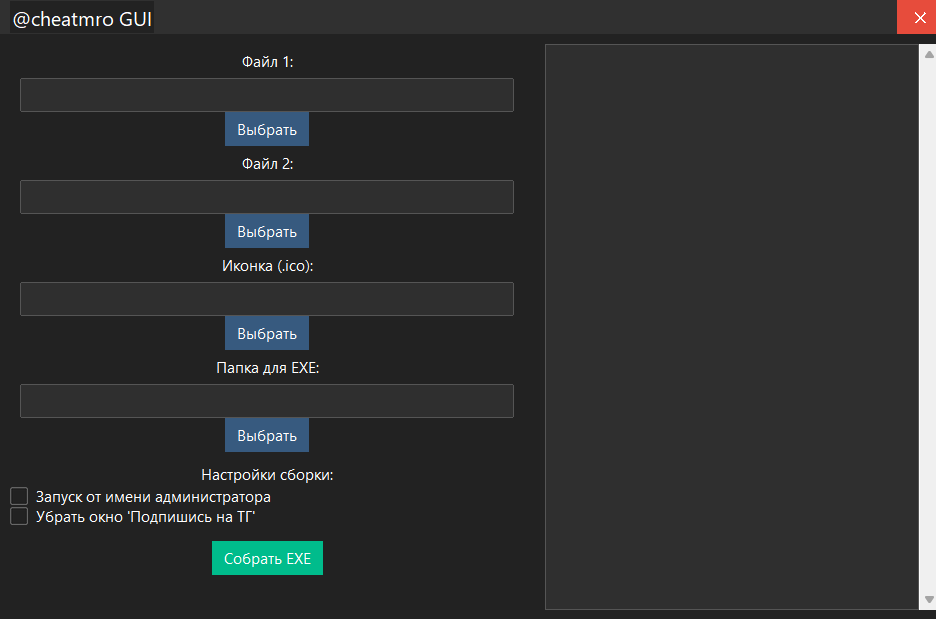 @cheatmro GUI
Файл 1:
Выбрать
Файл 2:
Выбрать
Иконка (.ico):
Выбрать
Папка для EXE:
Выбрать
Настройки сборки:
Запуск от имени администратора
Убрать окно 'Подпишись на ТГ'
Собрать EXE